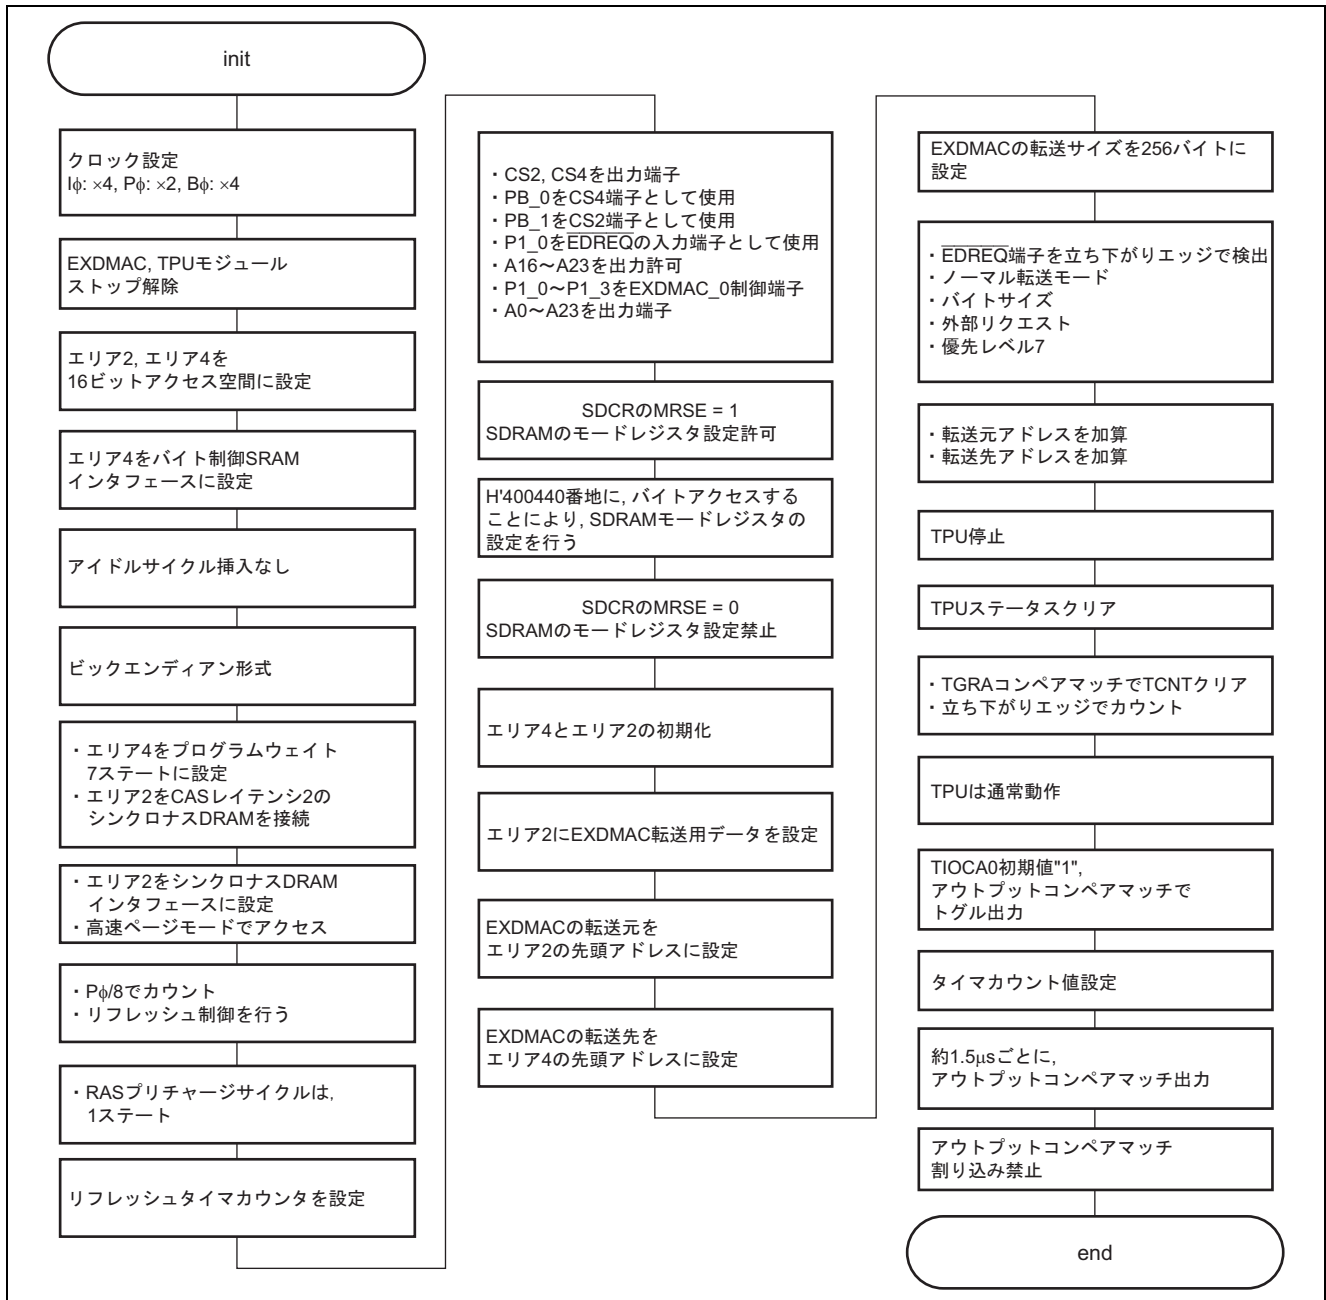 init
クロック設定
Iφ: ×4, Pφ: ×2, Bφ: ×4
EXDMAC, TPUモジュール
ストップ解除
エリア2, エリア4を
16ビットアクセス空間に設定
エリア4をバイト制御SRAM
インタフェースに設定
アイドルサイクル挿入なし
ビックエンディアン形式
・エリア4をプログラムウェイト
7ステートに設定
・エリア2をCASレイテンシ2の
シンクロナスDRAMを接続
・エリア2をシンクロナスDRAM
インタフェースに設定
・高速ページモードでアクセス
・Pφ/8でカウント
・リフレッシュ制御を行う
・RASプリチャージサイクルは,
1ステート
リフレッシュタイマカウンタを設定
・CS2, CS4を出力端子
・PB_0をCS4端子として使用
・PB_1をCS2端子として使用
・P1_0をEDREQの入力端子として使用
・A16～A23を出力許可
・P1_0～P1_3をEXDMAC_0制御端子
・A0～A23を出力端子
SDCRのMRSE = 1
SDRAMのモードレジスタ設定許可
H'400440番地に, バイトアクセスする
ことにより, SDRAMモードレジスタの
設定を行う
SDCRのMRSE = 0
SDRAMのモードレジスタ設定禁止
エリア4とエリア2の初期化
エリア2にEXDMAC転送用データを設定
EXDMACの転送元を
エリア2の先頭アドレスに設定
EXDMACの転送先を
エリア4の先頭アドレスに設定
EXDMACの転送サイズを256バイトに
設定
・EDREQ端子を立ち下がりエッジで検出
・ノーマル転送モード
・バイトサイズ
・外部リクエスト
・優先レベル7
・転送元アドレスを加算
・転送先アドレスを加算
TPU停止
TPUステータスクリア
・TGRAコンペアマッチでTCNTクリア
・立ち下がりエッジでカウント
TPUは通常動作
TIOCA0初期値"1",
アウトプットコンペアマッチで
トグル出力
タイマカウント値設定
約1.5μsごとに,
アウトプットコンペアマッチ出力
アウトプットコンペアマッチ
割り込み禁止
end